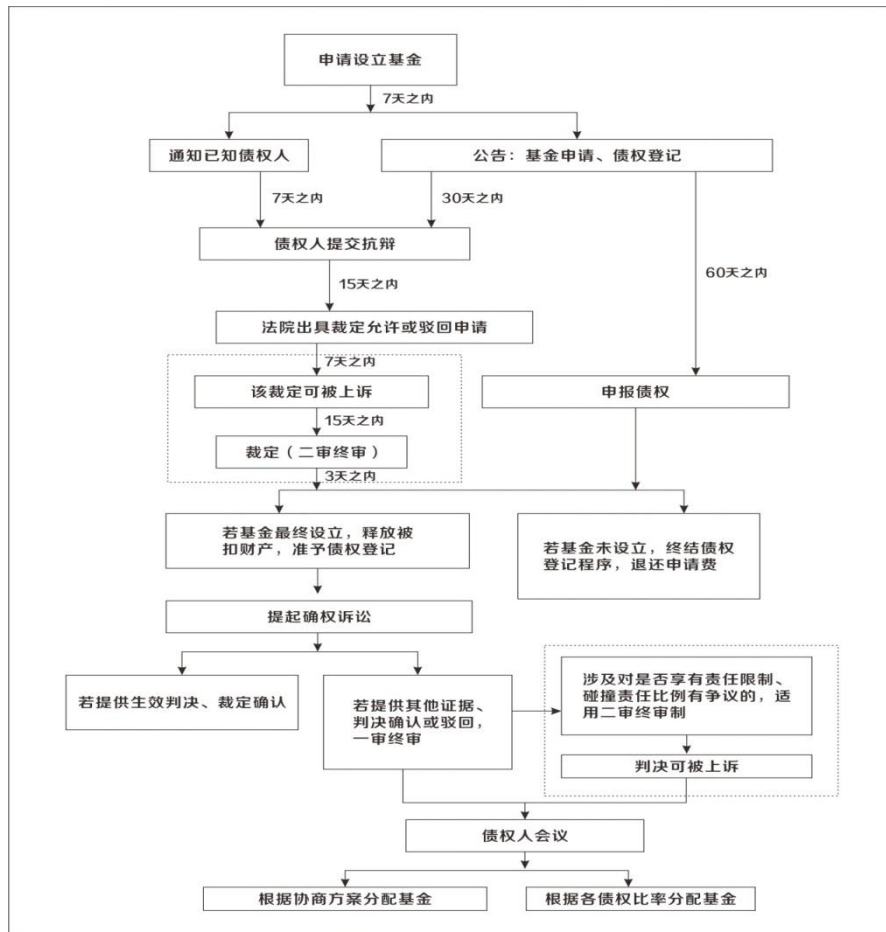 申请设立基金
7天之内
通知已知债权人
公告：基金申请、债权登记
7天之内
30天之内
债权人提交抗辩
60天之内
15天之内
法院出具裁定允许或驳回申请
7天之内
该裁定可被上诉
申报债权
15天之内
裁定（二审终审）
3天之内
若基金最终设立，释放被
扣财产，准予债权登记
若基金未设立，终结债权
登记程序，退还申请费
提起确权诉讼
若提供生效判决、裁定确认
若提供其他证据、
判决确认或驳回，
一审终审
涉及对是否享有责任限制、
碰撞责任比例有争议的，适
用二审终审制
判决可被上诉
债权人会议
根据协商方案分配基金
根据各债权比率分配基金